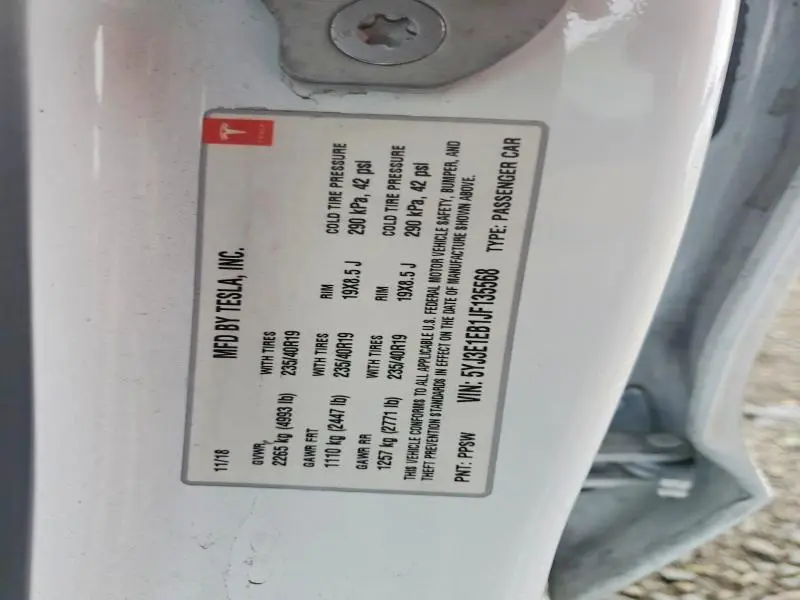 TESLA
MFD BY TESLA, INC.
11/18
GVWR
2265 kg (4993 lb)
WITH TIRES
235/40R19
GAWR FRT
1110 kg (2447 lb)
WITH TIRES
235/40R19
RIM
19X8.5 J
COLD TIRE PRESSURE
290 kPa, 42 psi
GAWR RR
1257 kg (2771 lb)
WITH TIRES
235/40R19
RIM
19X8.5 J
COLD TIRE PRESSURE
290 kPa, 42 psi
THIS VEHICLE CONFORMS TO ALL APPLICABLE U.S. FEDERAL MOTOR VEHICLE SAFETY, BUMPER, AND
THEFT PREVENTION STANDARDS IN EFFECT ON THE DATE OF MANUFACTURE SHOWN ABOVE.
PNT: PPSW VIN: 5YJ3E1EB1JF135568 TYPE: PASSENGER CAR